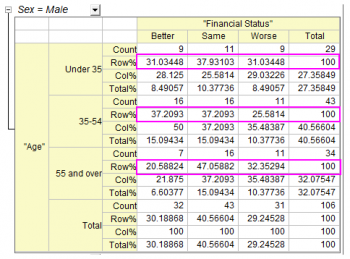 Sex = Male
"Financial Status"
Better Same Worse Total
"Age"
Under 35
Count 9 11 9 29
Row% 31.03448 37.93103 31.03448 100
Col% 28.125 25.5814 29.03226 27.35849
Total% 8.49057 10.37736 8.49057 27.35849
35-54
Count 16 16 11 43
Row% 37.2093 37.2093 25.5814 100
Col% 50 37.2093 35.48387 40.56604
Total% 15.09434 15.09434 10.37736 40.56604
55 and over
Count 7 16 11 34
Row% 20.58824 47.05882 32.35294 100
Col% 21.875 37.2093 35.48387 32.07547
Total% 6.60377 15.09434 10.37736 32.07547
Total
Count 32 43 31 106
Row% 30.18868 40.56604 29.24528 100
Col% 100 100 100 100
Total% 30.18868 40.56604 29.24528 100